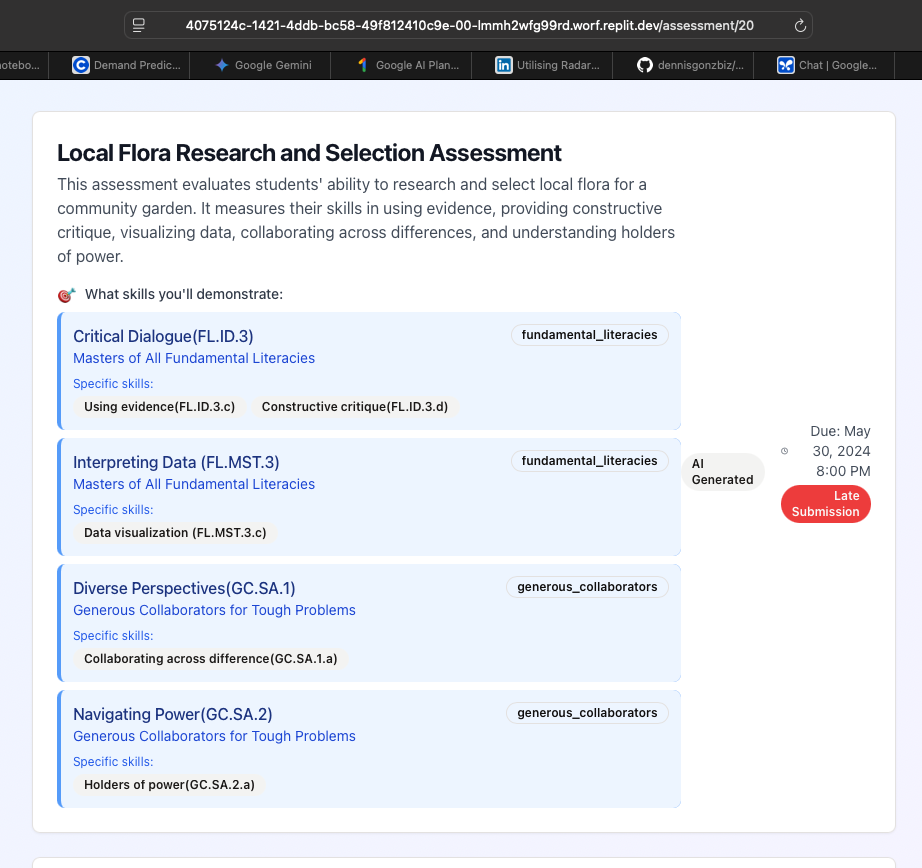 4075124c-1421-4ddb-bc58-49f812410c9e-00-lmmh2wfg99rd.worf.replit.dev/assessment/20
notebo...
Demand Predic...
Google Gemini
Google AI Plan...
Utilising Radar...
dennisgonzbiz/...
Chat | Google...
Local Flora Research and Selection Assessment
This assessment evaluates students' ability to research and select local flora for a
community garden. It measures their skills in using evidence, providing constructive
critique, visualizing data, collaborating across differences, and understanding holders
of power.
What skills you'll demonstrate:
Critical Dialogue(FL.ID.3)
fundamental_literacies
Masters of All Fundamental Literacies
Specific skills:
Using evidence(FL.ID.3.c)
Constructive critique(FL.ID.3.d)
Interpreting Data (FL.MST.3)
fundamental_literacies
Masters of All Fundamental Literacies
Specific skills:
Data visualization (FL.MST.3.c)
Diverse Perspectives(GC.SA.1)
generous_collaborators
Generous Collaborators for Tough Problems
Specific skills:
Collaborating across difference(GC.SA.1.a)
Navigating Power(GC.SA.2)
generous_collaborators
Generous Collaborators for Tough Problems
Specific skills:
Holders of power(GC.SA.2.a)
AI
Generated
Due: May
30, 2024
8:00 PM
Late
Submission